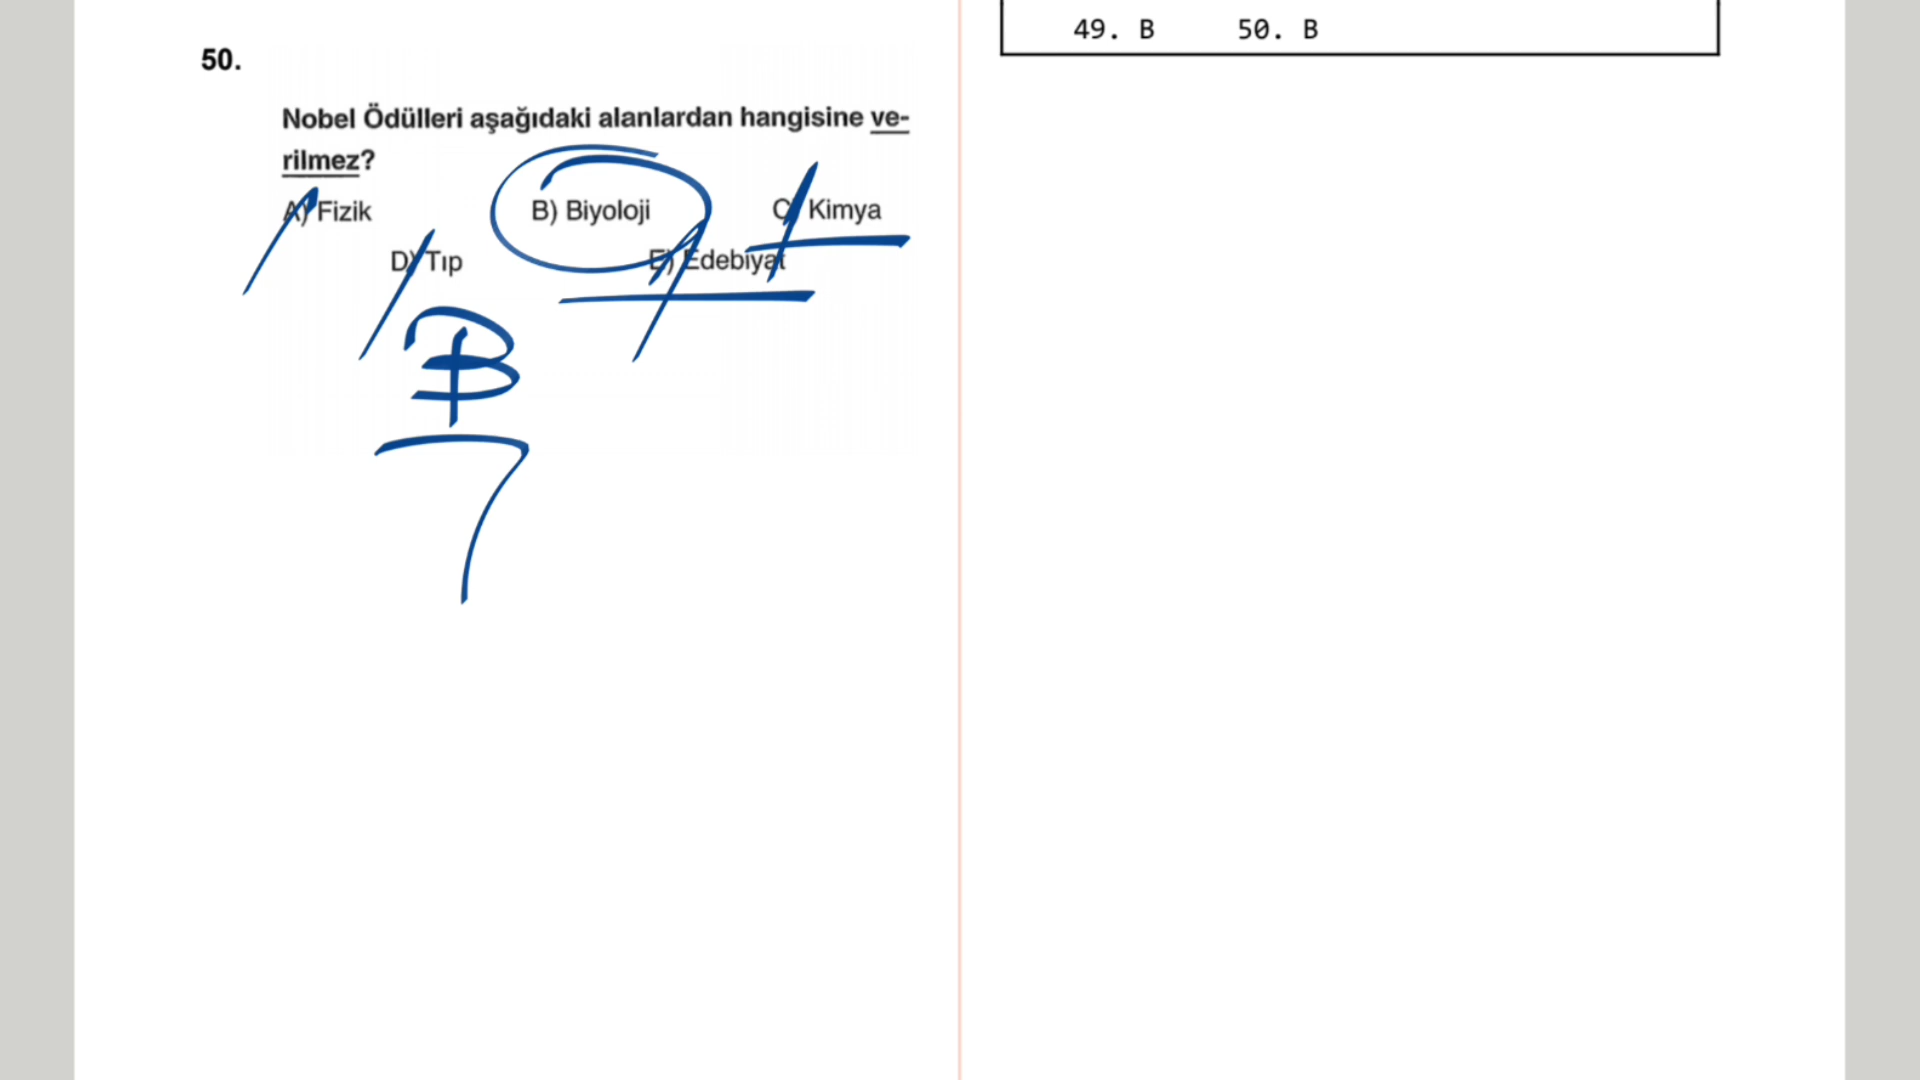 50.
Nobel Ödülleri aşağıdaki alanlardan hangisine ve-
rilmez?
A) Fizik B) Biyoloji C) Kimya
D) Tıp E) Edebiyat
B
7
49. B 50. B